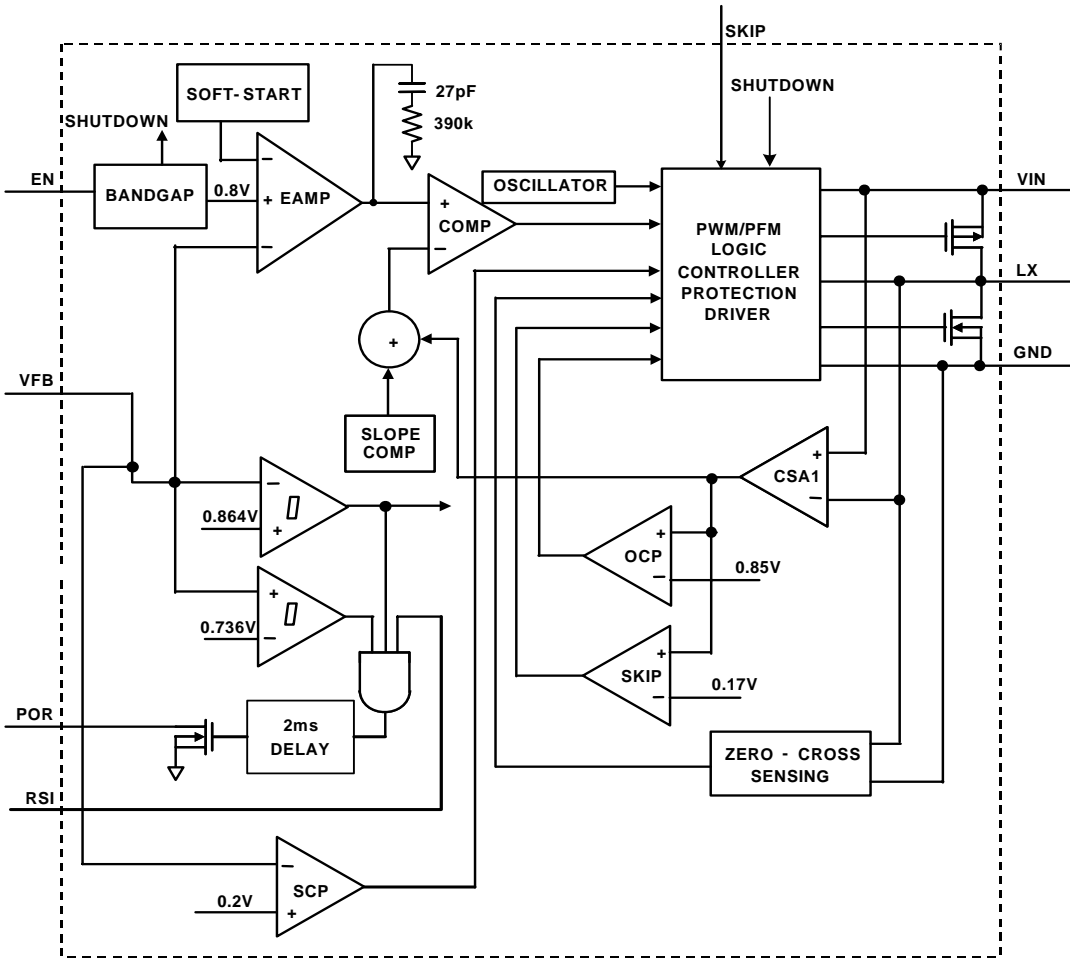 SKIP
SOFT-START
27pF
390k
SHUTDOWN
SHUTDOWN
EN
BANDGAP
0.8V
EAMP
COMP
OSCILLATOR
PWM/PFM
LOGIC
CONTROLLER
PROTECTION
DRIVER
VIN
LX
GND
VFB
+
SLOPE
COMP
CSA1
0.864V
OCP
0.85V
0.736V
SKIP
0.17V
POR
2ms
DELAY
ZERO - CROSS
SENSING
RSI
SCP
0.2V